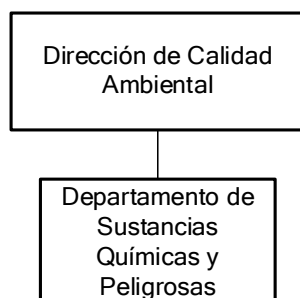 Dirección de Calidad
Ambiental
Departamento de
Sustancias
Químicas y
Peligrosas